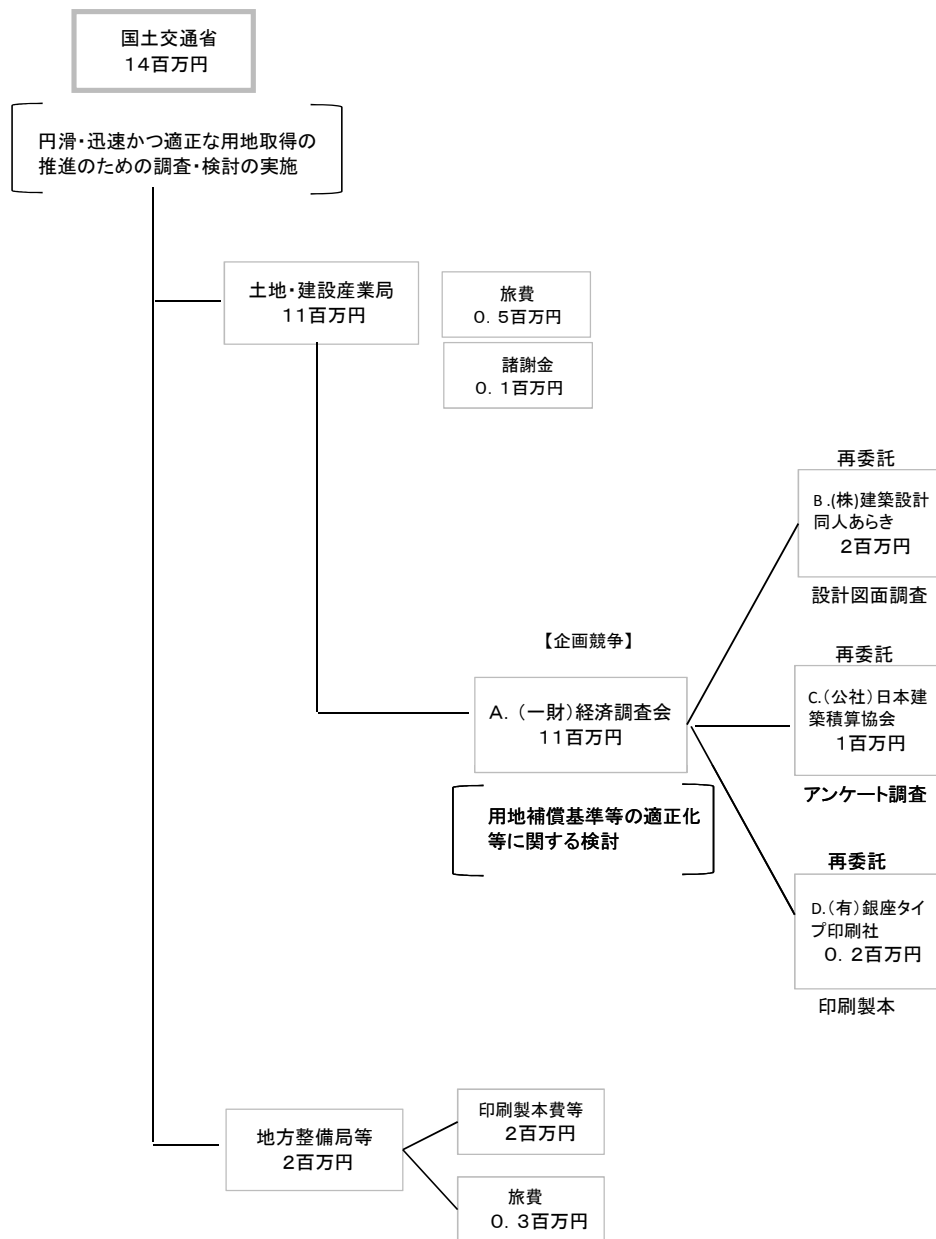 国土交通省
14百万円
円滑・迅速かつ適正な用地取得の
推進のための調査・検討の実施
土地・建設産業局
11百万円
旅費
0．5百万円
諸謝金
0．1百万円
再委託
B.(株)建築設計
同人あらき
2百万円
設計図面調査
【企画競争】
A．（一財）経済調査会
11百万円
用地補償基準等の適正化
等に関する検討
再委託
C.（公社）日本建
築積算協会
1百万円
アンケート調査
再委託
D.（有）銀座タイ
プ印刷社
0．2百万円
印刷製本
地方整備局等
2百万円
印刷製本費等
2百万円
旅費
0．3百万円